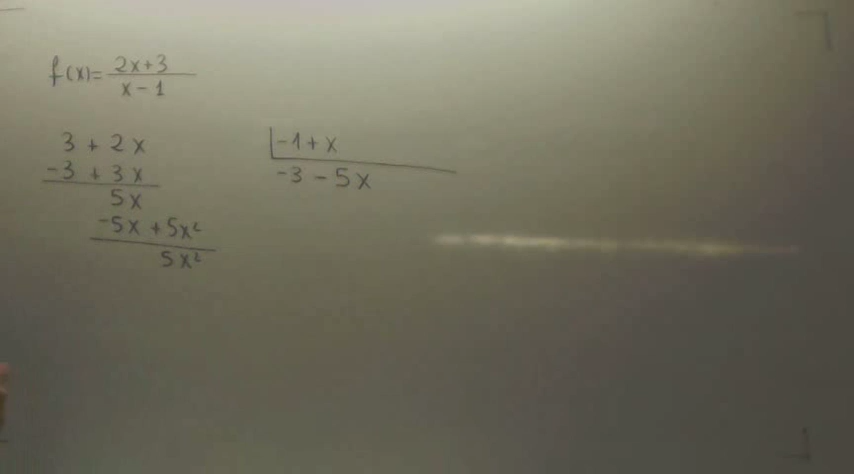 f(x)= 2x+3
x - 1
3 + 2x -1 + x
-3 + 3x -3 - 5x
5x
-5x + 5x²
5x²